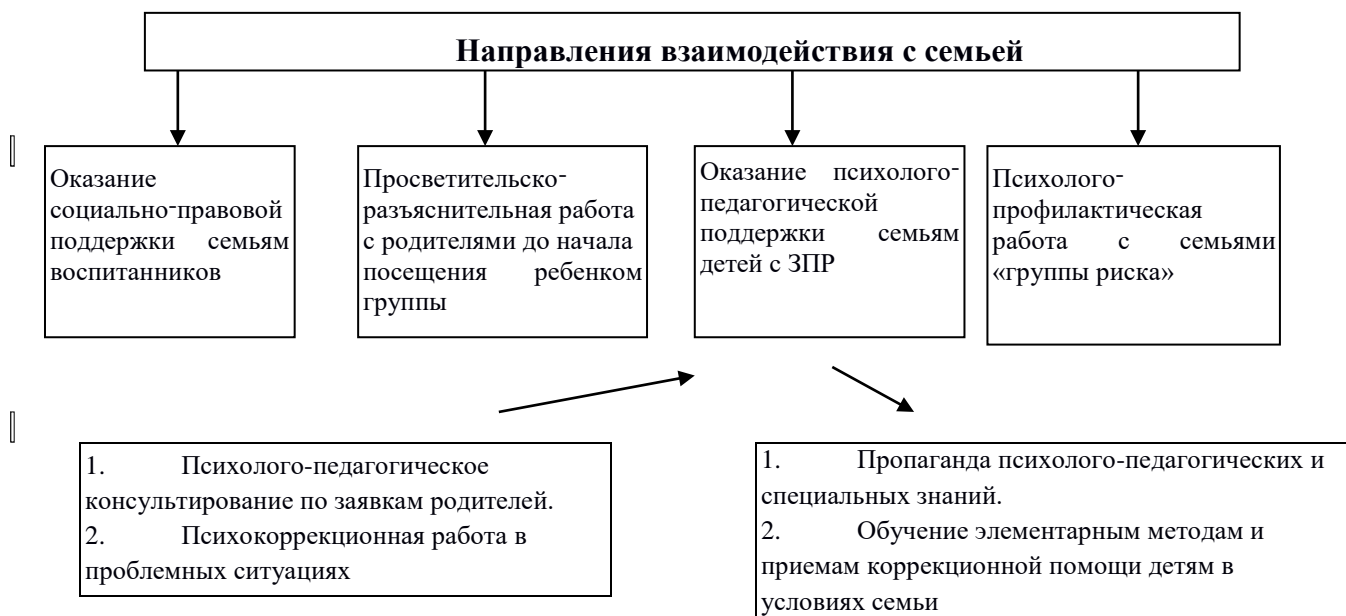 Направления взаимодействия с семьей
Оказание
социально-правовой
поддержки семьям
воспитанников
Просветительско-
разъяснительная работа
с родителями до начала
посещения ребенком
группы
Оказание психолого-
педагогической
поддержки семьям
детей с ЗПР
Психолого-
профилактическая
работа с семьями
«группы риска»
1. Психолого-педагогическое
консультирование по заявкам родителей.
2. Психокоррекционная работа в
проблемных ситуациях
1. Пропаганда психолого-педагогических и
специальных знаний.
2. Обучение элементарным методам и
приемам коррекционной помощи детям в
условиях семьи